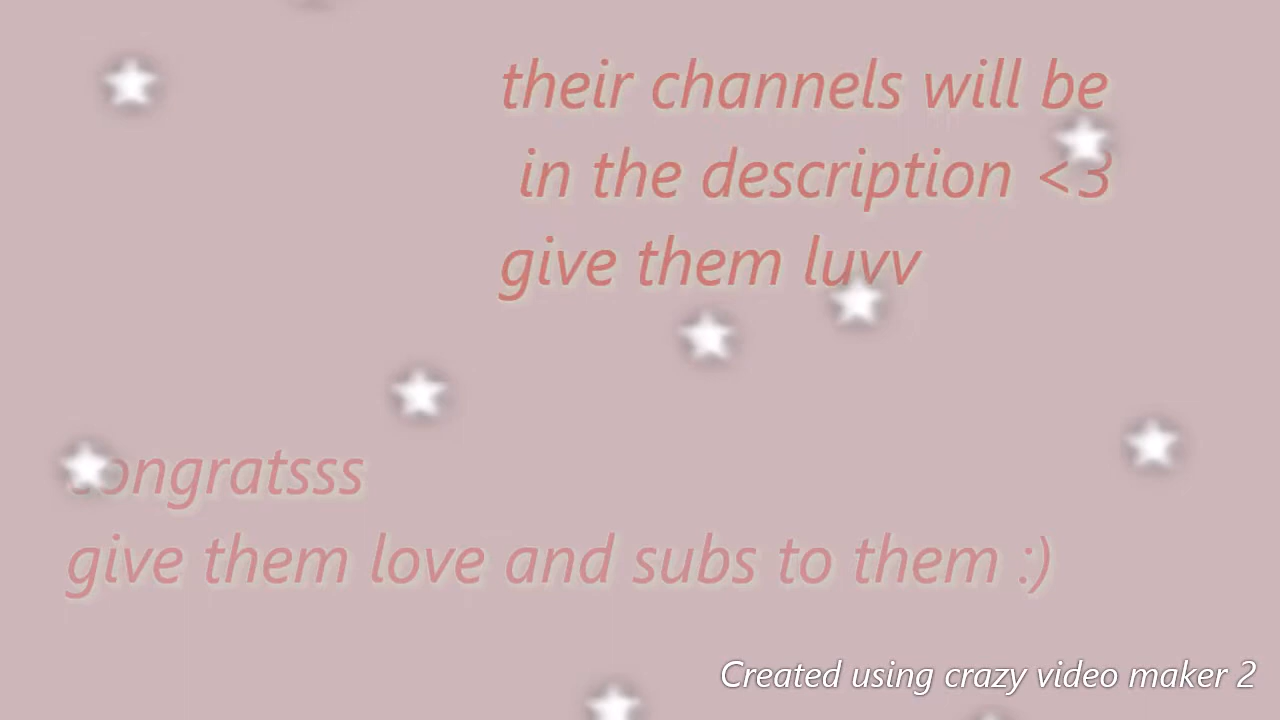 their channels will be
in the description <3
give them luvv
congratsss
give them love and subs to them :)
Created using crazy video maker 2